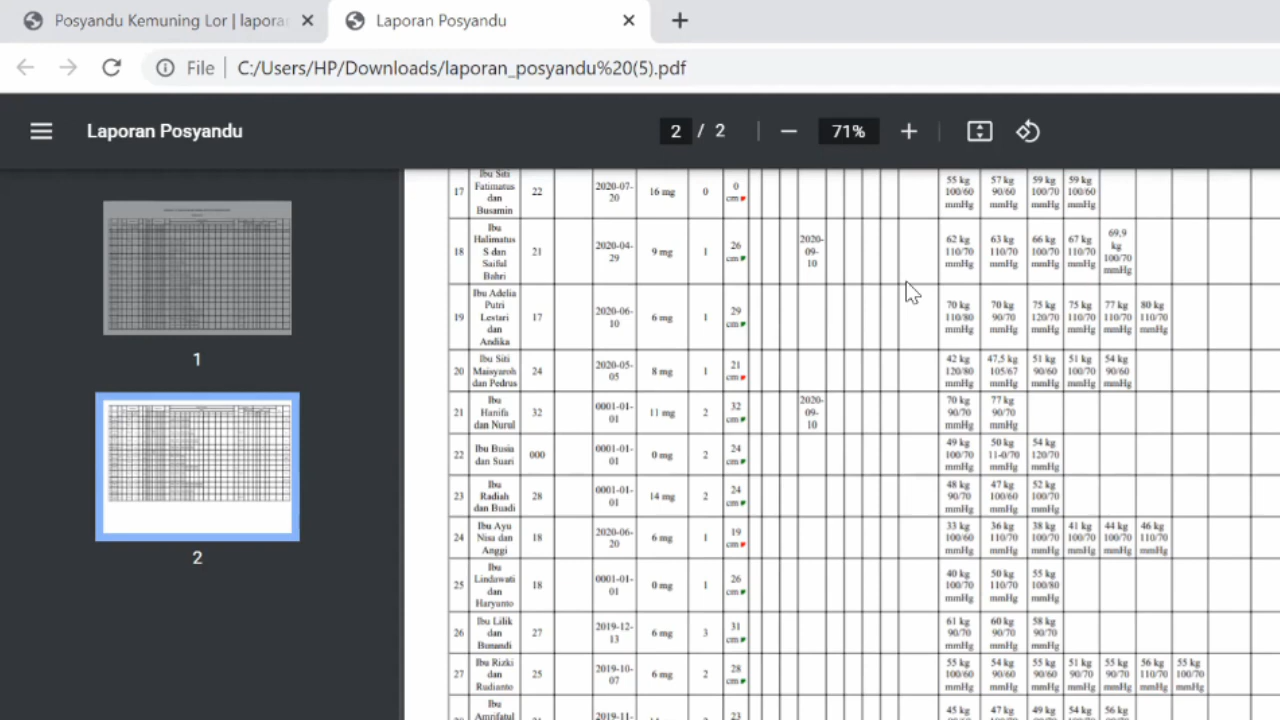 Posyandu Kemuning Lor | lapora
Laporan Posyandu
File
C:/Users/HP/Downloads/laporan_posyandu%20(5).pdf
Laporan Posyandu
2 / 2
71%
1
2
17 Ibu Siti Fatimatus dan Busamin 22 2020-07-20 16 mg 0 0 cm 55 kg 100/60 mmHg 57 kg 90/60 mmHg 59 kg 100/70 mmHg 59 kg 100/60 mmHg
18 Ibu Halimatus S dan Saiful Bahri 21 2020-04-29 9 mg 1 26 cm 2020-09-10 62 kg 110/70 mmHg 63 kg 110/70 mmHg 66 kg 100/70 mmHg 67 kg 110/70 mmHg 69,9 kg 100/70 mmHg
19 Ibu Adelia Putri Lestari dan Andika 17 2020-06-10 6 mg 1 29 cm 70 kg 110/80 mmHg 70 kg 90/70 mmHg 75 kg 120/70 mmHg 75 kg 110/70 mmHg 77 kg 110/70 mmHg 80 kg 110/70 mmHg
20 Ibu Siti Maisyaroh dan Pedrus 24 2020-05-05 8 mg 1 21 cm 42 kg 120/80 mmHg 47,5 kg 105/67 mmHg 51 kg 90/60 mmHg 51 kg 100/70 mmHg 54 kg 90/60 mmHg
21 Ibu Hanifa dan Nurul 32 0001-01-01 11 mg 2 32 cm 2020-09-10 70 kg 90/70 mmHg 77 kg 90/70 mmHg
22 Ibu Busia dan Suari 000 0001-01-01 0 mg 2 24 cm 49 kg 100/70 mmHg 50 kg 11-0/70 mmHg 54 kg 120/70 mmHg
23 Ibu Radiah dan Buadi 28 0001-01-01 14 mg 2 24 cm 48 kg 90/70 mmHg 47 kg 100/60 mmHg 52 kg 100/70 mmHg
24 Ibu Ayu Nisa dan Anggi 18 2020-06-20 6 mg 1 19 cm 33 kg 100/60 mmHg 36 kg 110/70 mmHg 38 kg 100/70 mmHg 41 kg 100/70 mmHg 44 kg 100/70 mmHg 46 kg 110/70 mmHg
25 Ibu Lindawati dan Haryanto 18 0001-01-01 0 mg 1 26 cm 40 kg 100/70 mmHg 50 kg 110/70 mmHg 55 kg 100/80 mmHg
26 Ibu Lilik dan 27 2019-12-13 6 mg 3 31 cm 61 kg 90/70 mmHg 60 kg 90/70 mmHg 58 kg 90/70 mmHg
27 Ibu Rizki dan Rudianto 25 2019-10-07 6 mg 2 28 cm 55 kg 100/60 mmHg 54 kg 90/60 mmHg 55 kg 90/70 mmHg 51 kg 90/70 mmHg 55 kg 90/70 mmHg 56 kg 110/70 mmHg 55 kg 100/70 mmHg
Ibu 2019-11- 23 45 kg 47 kg 49 kg 54 kg 56 kg